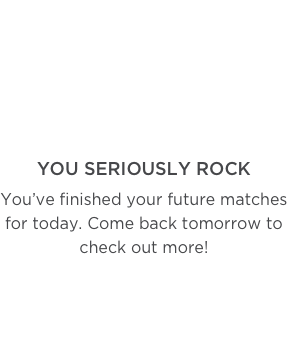 YOU SERIOUSLY ROCK
You’ve finished your future matches
for today. Come back tomorrow to
check out more!